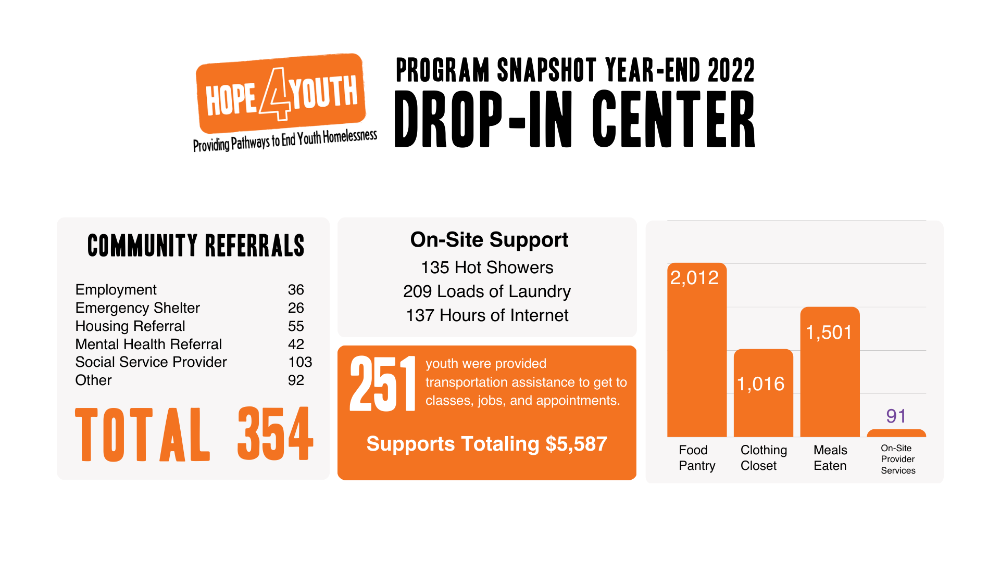 HOPE 4 YOUTH
Providing Pathways to End Youth Homelessness
PROGRAM SNAPSHOT YEAR-END 2022
DROP-IN CENTER
COMMUNITY REFERRALS
Employment 36
Emergency Shelter 26
Housing Referral 55
Mental Health Referral 42
Social Service Provider 103
Other 92
TOTAL 354
On-Site Support
135 Hot Showers
209 Loads of Laundry
137 Hours of Internet
251
youth were provided
transportation assistance to get to
classes, jobs, and appointments.
Supports Totaling $5,587
2,012
1,016
1,501
91
Food
Pantry
Clothing
Closet
Meals
Eaten
On-Site
Provider
Services